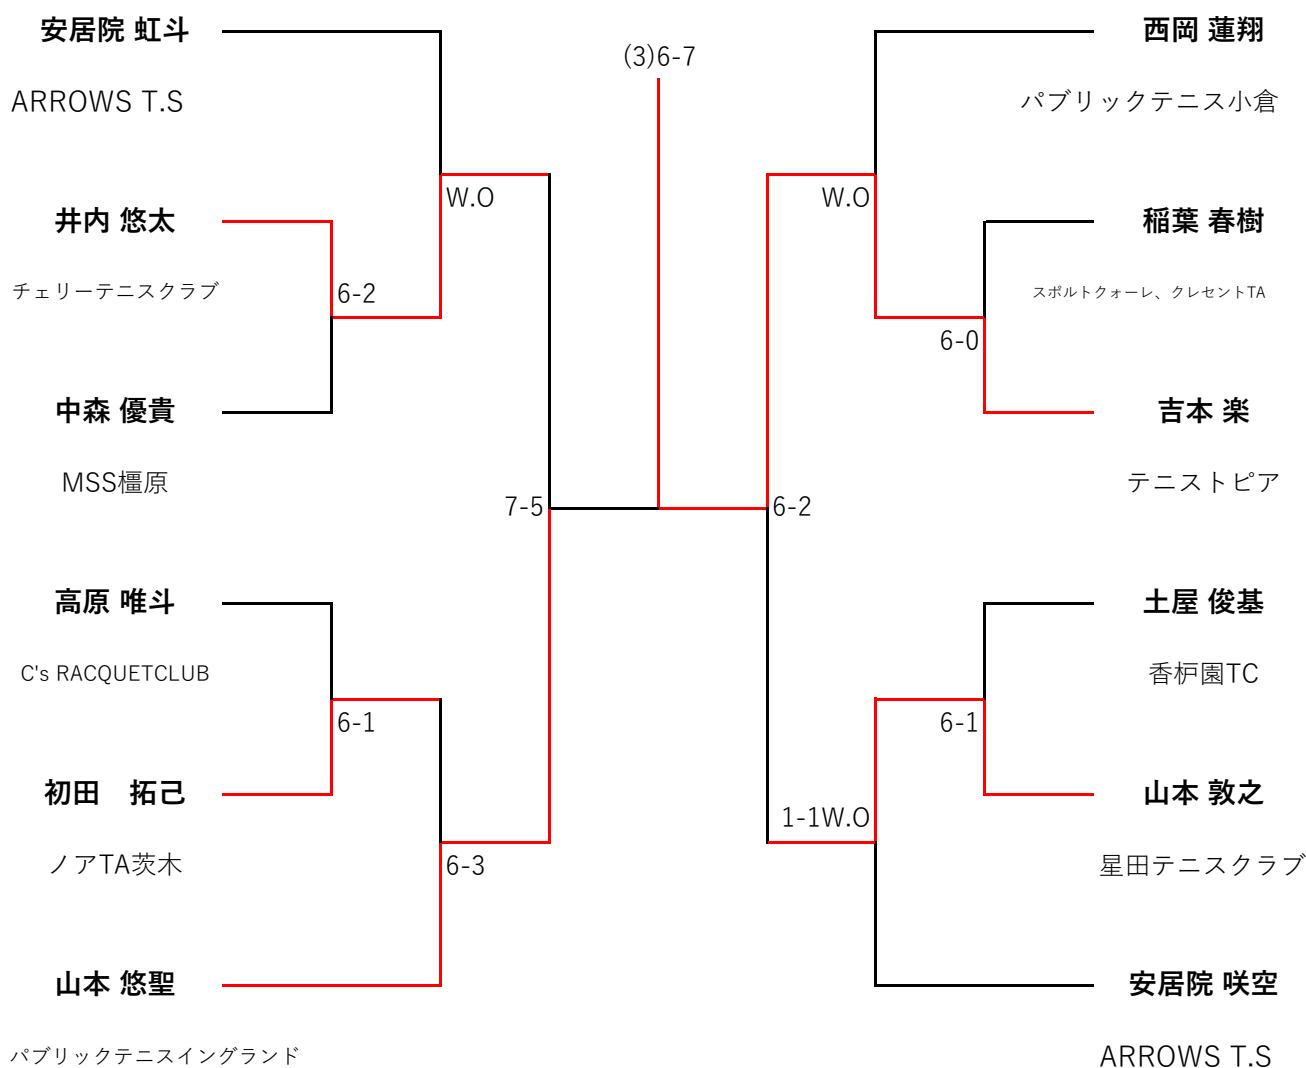 安居院 虹斗
ARROWS T.S
井内 悠太
チェリーテニスクラブ
中森 優貴
MSS橿原
高原 唯斗
C's RACQUETCLUB
初田　拓己
ノアTA茨木
山本 悠聖
パブリックテニスイングランド
W.O
6-2
7-5
6-1
6-3
(3)6-7
W.O
6-0
6-2
6-1
1-1W.O
西岡 蓮翔
パブリックテニス小倉
稲葉 春樹
スポルトクォーレ、クレセントTA
吉本 楽
テニストピア
土屋 俊基
香枦園TC
山本 敦之
星田テニスクラブ
安居院 咲空
ARROWS T.S